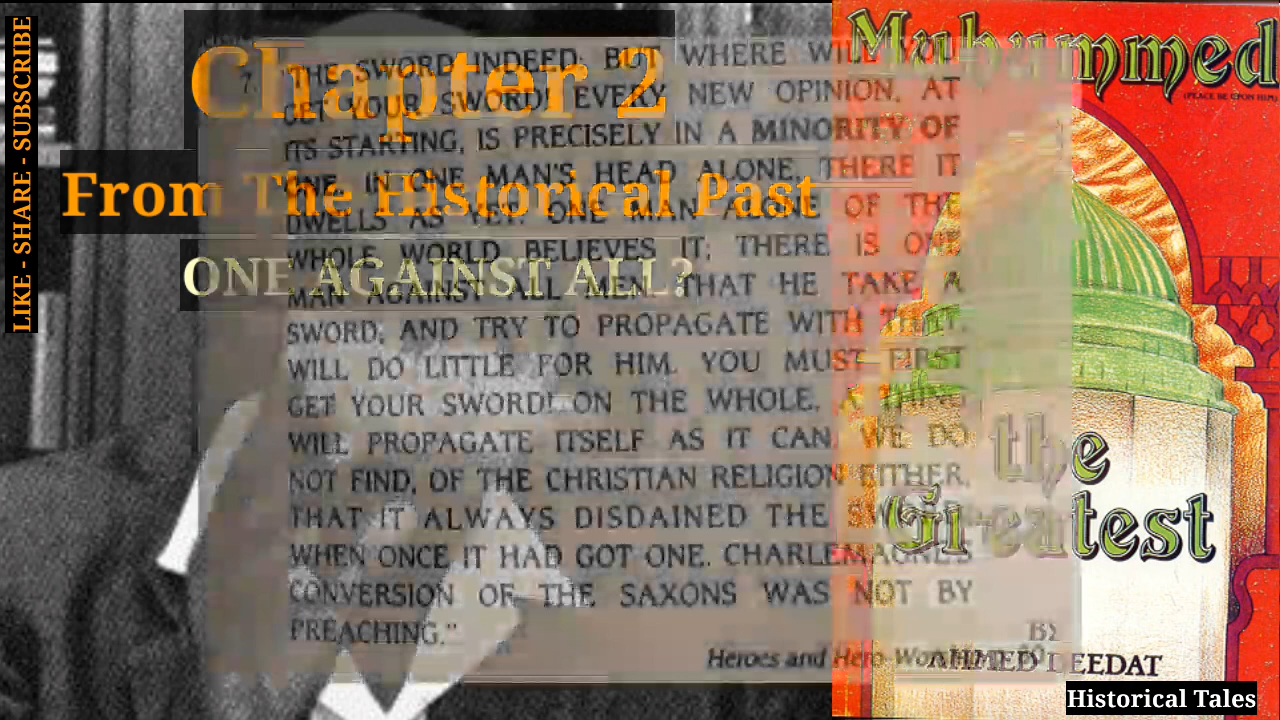 LIKE - SHARE - SUBSCRIBE
Chapter 2
From The Historical Past
ONE AGAINST ALL?
7. THE SWORD INDEED; BUT WHERE WILL YOU
GET YOUR SWORD! EVERY NEW OPINION, AT
ITS STARTING, IS PRECISELY IN A MINORITY OF
ONE. IN ONE MAN'S HEAD ALONE, THERE IT
DWELLS AS YET. ONE MAN ALONE OF THE
WHOLE WORLD BELIEVES IT; THERE IS ONE
MAN AGAINST ALL MEN. THAT HE TAKE A
SWORD, AND TRY TO PROPAGATE WITH THAT,
WILL DO LITTLE FOR HIM. YOU MUST FIRST
GET YOUR SWORD! ON THE WHOLE, A
WILL PROPAGATE ITSELF AS IT CAN. WE DO
NOT FIND, OF THE CHRISTIAN RELIGION EITHER,
THAT IT ALWAYS DISDAINED THE
WHEN ONCE IT HAD GOT ONE. CHARLEMAGNE'S
CONVERSION OF THE SAXONS WAS NOT BY
PREACHING."
Heroes and Hero
Muhummed
(PEACE BE UPON HIM)
the
Greatest
BY
AHMED DEEDAT
Historical Tales